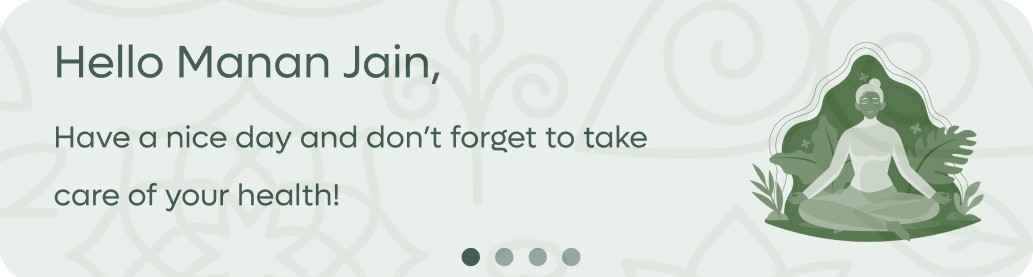 Hello Manan Jain,
Have a nice day and don’t forget to take
care of your health!